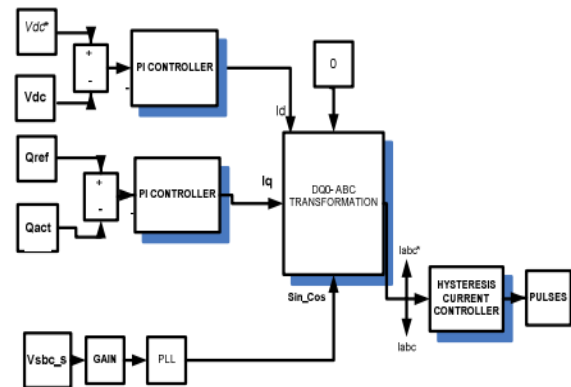 Vdc*
+
-
Vdc
PI CONTROLLER
-
0
Id
Qref
+
-
Qact
PI CONTROLLER
-
Iq
DQ0- ABC
TRANSFORMATION
Iabc*
Iabc
HYSTERESIS
CURRENT
CONTROLLER
PULSES
Sin_Cos
Vsbc_s
GAIN
PLL